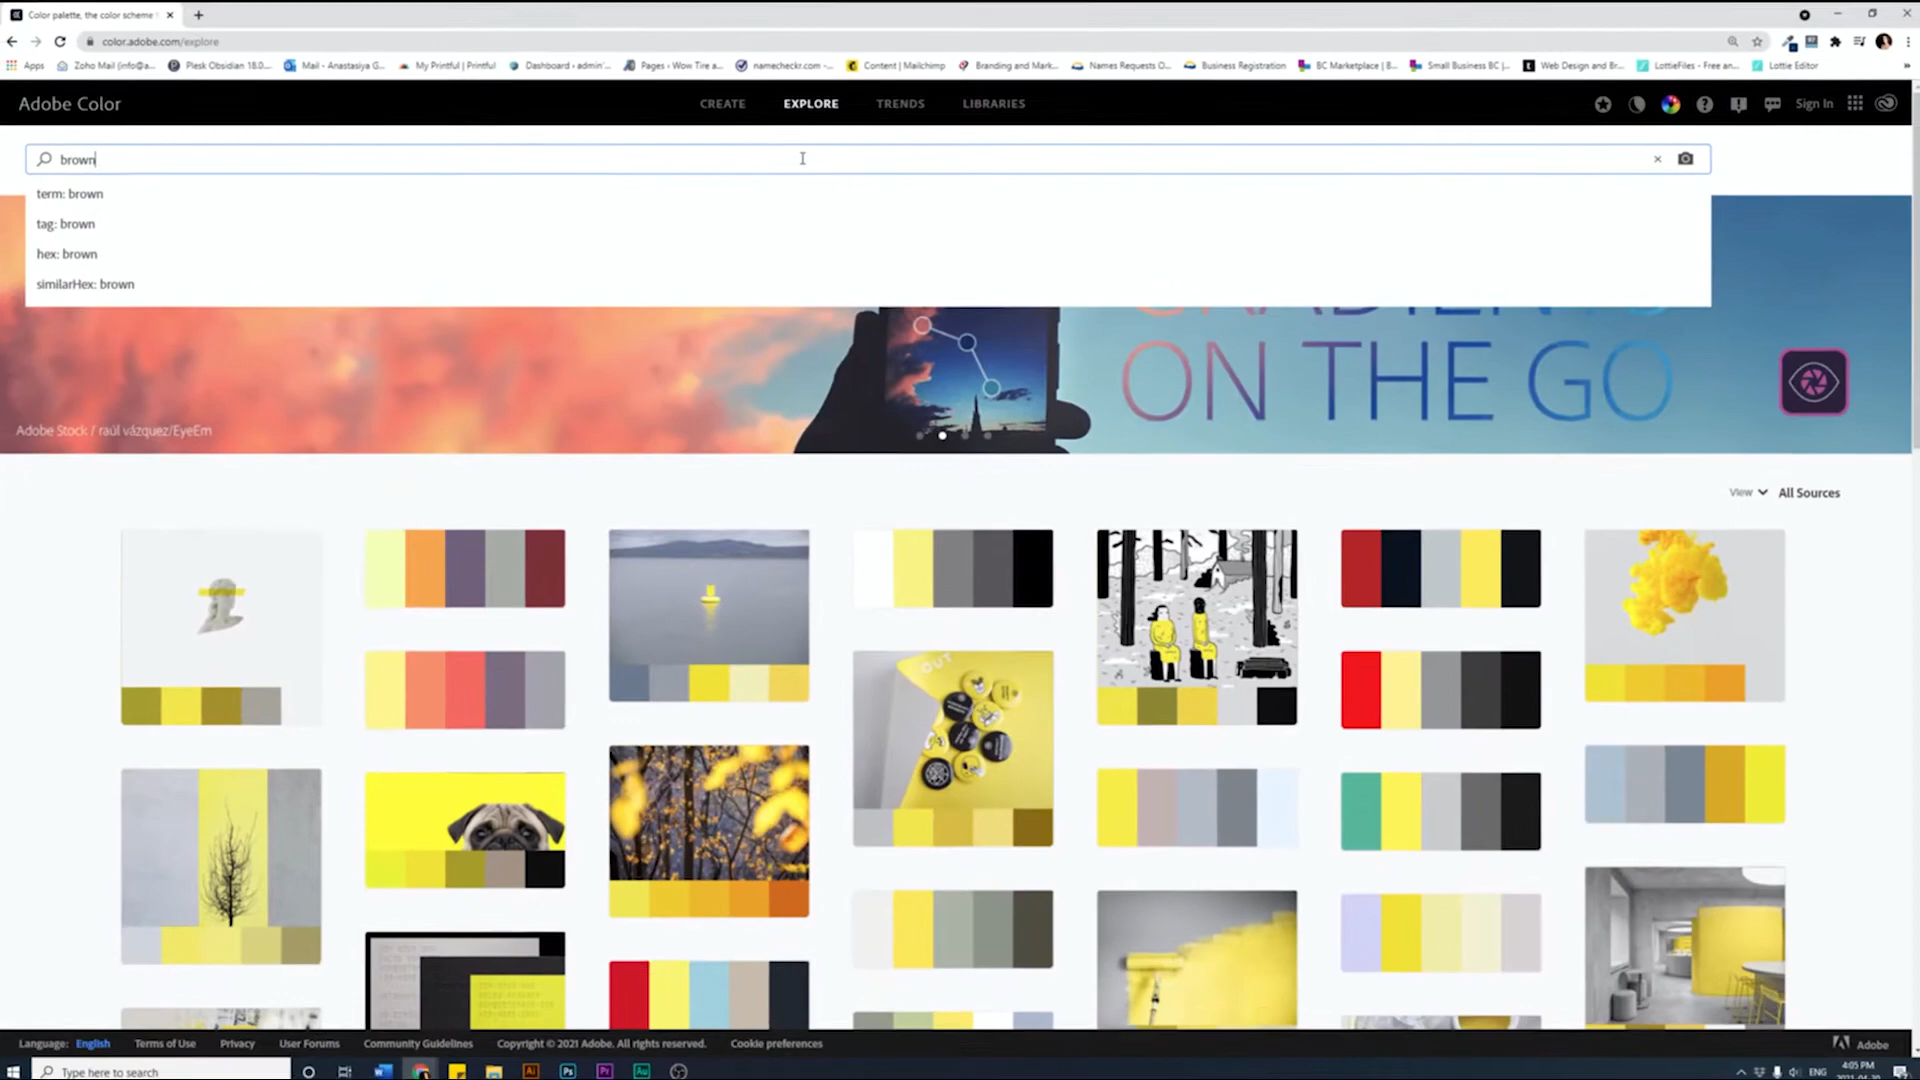 Color palette, the color scheme
color.adobe.com/explore
Apps
Zoho Mail (info@a...
Plesk Obsidian 18.0...
Mail - Anastasiya G...
My Printful | Printful
Dashboard ‹ admin'...
Pages ‹ Wow Tire a...
namecheckr.com -...
Content | Mailchimp
Branding and Mark...
Names Requests O...
Business Registration
BC Marketplace | B...
Small Business BC |...
Web Design and Br...
LottieFiles - Free an...
Lottie Editor
»
Adobe Color
CREATE
EXPLORE
TRENDS
LIBRARIES
Sign In
brown
term: brown
tag: brown
hex: brown
similarHex: brown
ON THE GO
Adobe Stock / raúl vázquez/EyeEm
View
All Sources
Language:
English
Terms of Use
Privacy
User Forums
Community Guidelines
Copyright © 2021 Adobe. All rights reserved.
Cookie preferences
Adobe
Type here to search
Ai
Ps
Pr
Au
ENG
4:05 PM